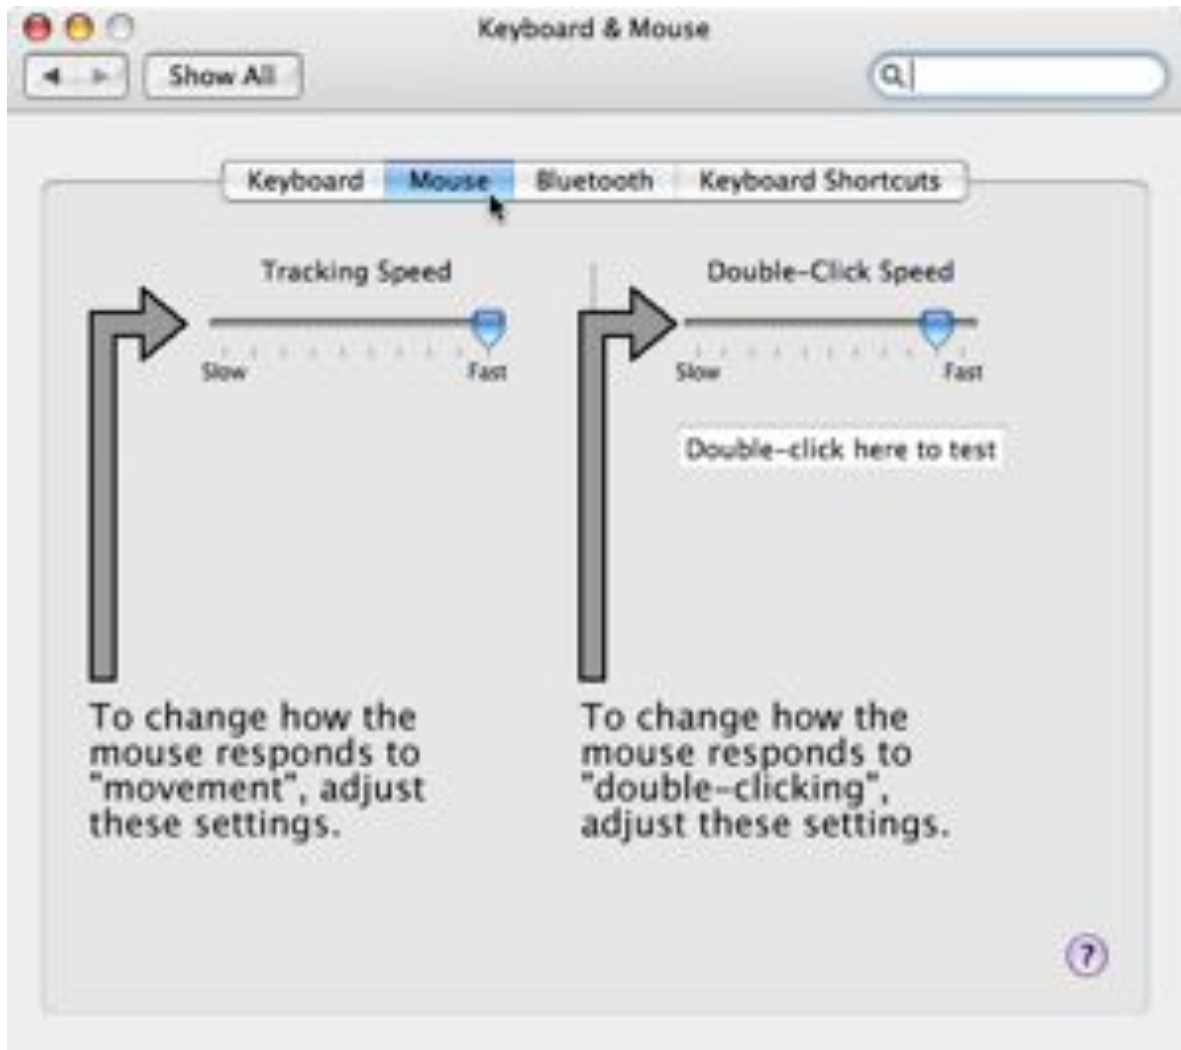 Keyboard & Mouse
Show All
Keyboard Mouse Bluetooth Keyboard Shortcuts
Tracking Speed
Slow Fast
Double-Click Speed
Slow Fast
Double-click here to test
To change how the
mouse responds to
"movement", adjust
these settings.
To change how the
mouse responds to
"double-clicking",
adjust these settings.
?